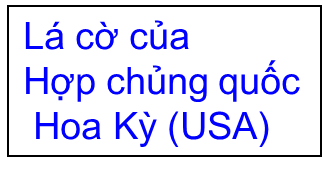 Lá cờ của
Hợp chủng quốc
Hoa Kỳ (USA)